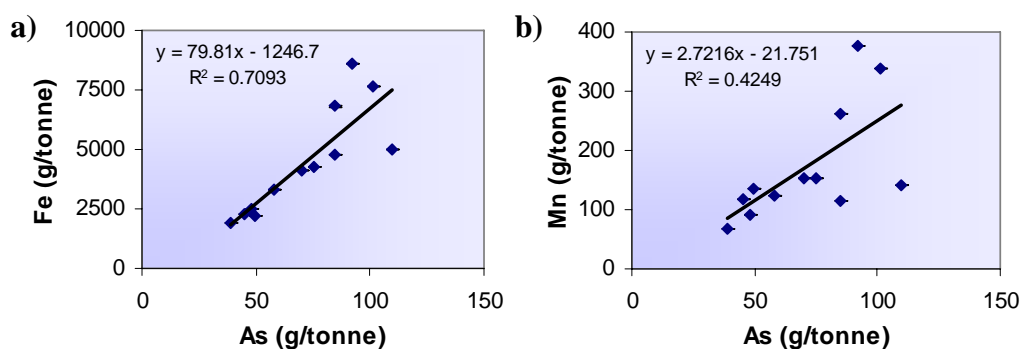 a)
y = 79.81x - 1246.7
R² = 0.7093
10000
7500
5000
2500
0
Fe (g/tonne)
0 50 100 150
As (g/tonne)
b)
y = 2.7216x - 21.751
R² = 0.4249
400
300
200
100
0
Mn (g/tonne)
0 50 100 150
As (g/tonne)